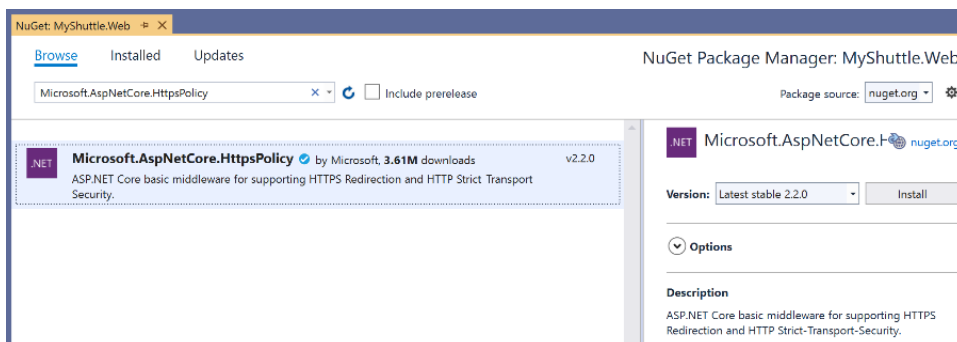 NuGet: MyShuttle.Web
Browse Installed Updates
NuGet Package Manager: MyShuttle.Web
Microsoft.AspNetCore.HttpsPolicy
Include prerelease
Package source: nuget.org
.NET
Microsoft.AspNetCore.HttpsPolicy by Microsoft, 3.61M downloads v2.2.0
ASP.NET Core basic middleware for supporting HTTPS Redirection and HTTP Strict Transport
Security.
.NET
Microsoft.AspNetCore.H nuget.org
Version: Latest stable 2.2.0 Install
Options
Description
ASP.NET Core basic middleware for supporting HTTPS
Redirection and HTTP Strict-Transport-Security.